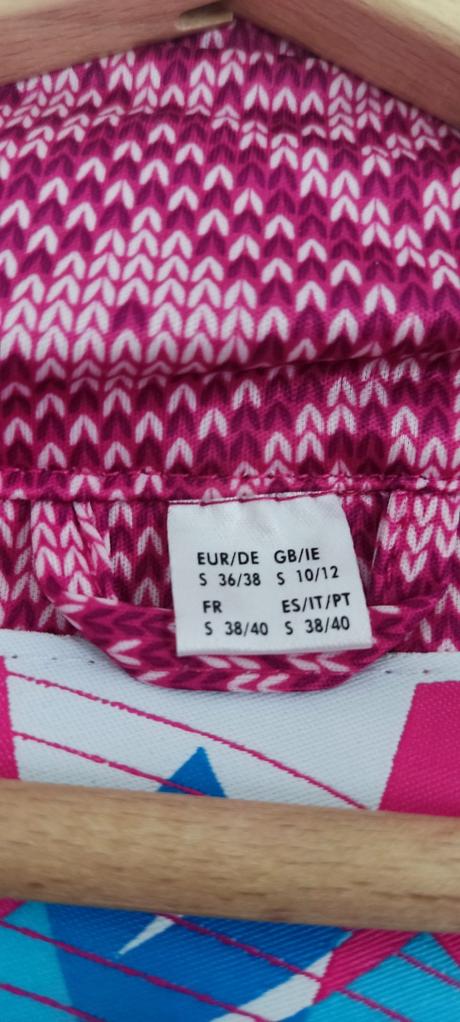 EUR/DE GB/IE
S 36/38 S 10/12
FR ES/IT/PT
S 38/40 S 38/40